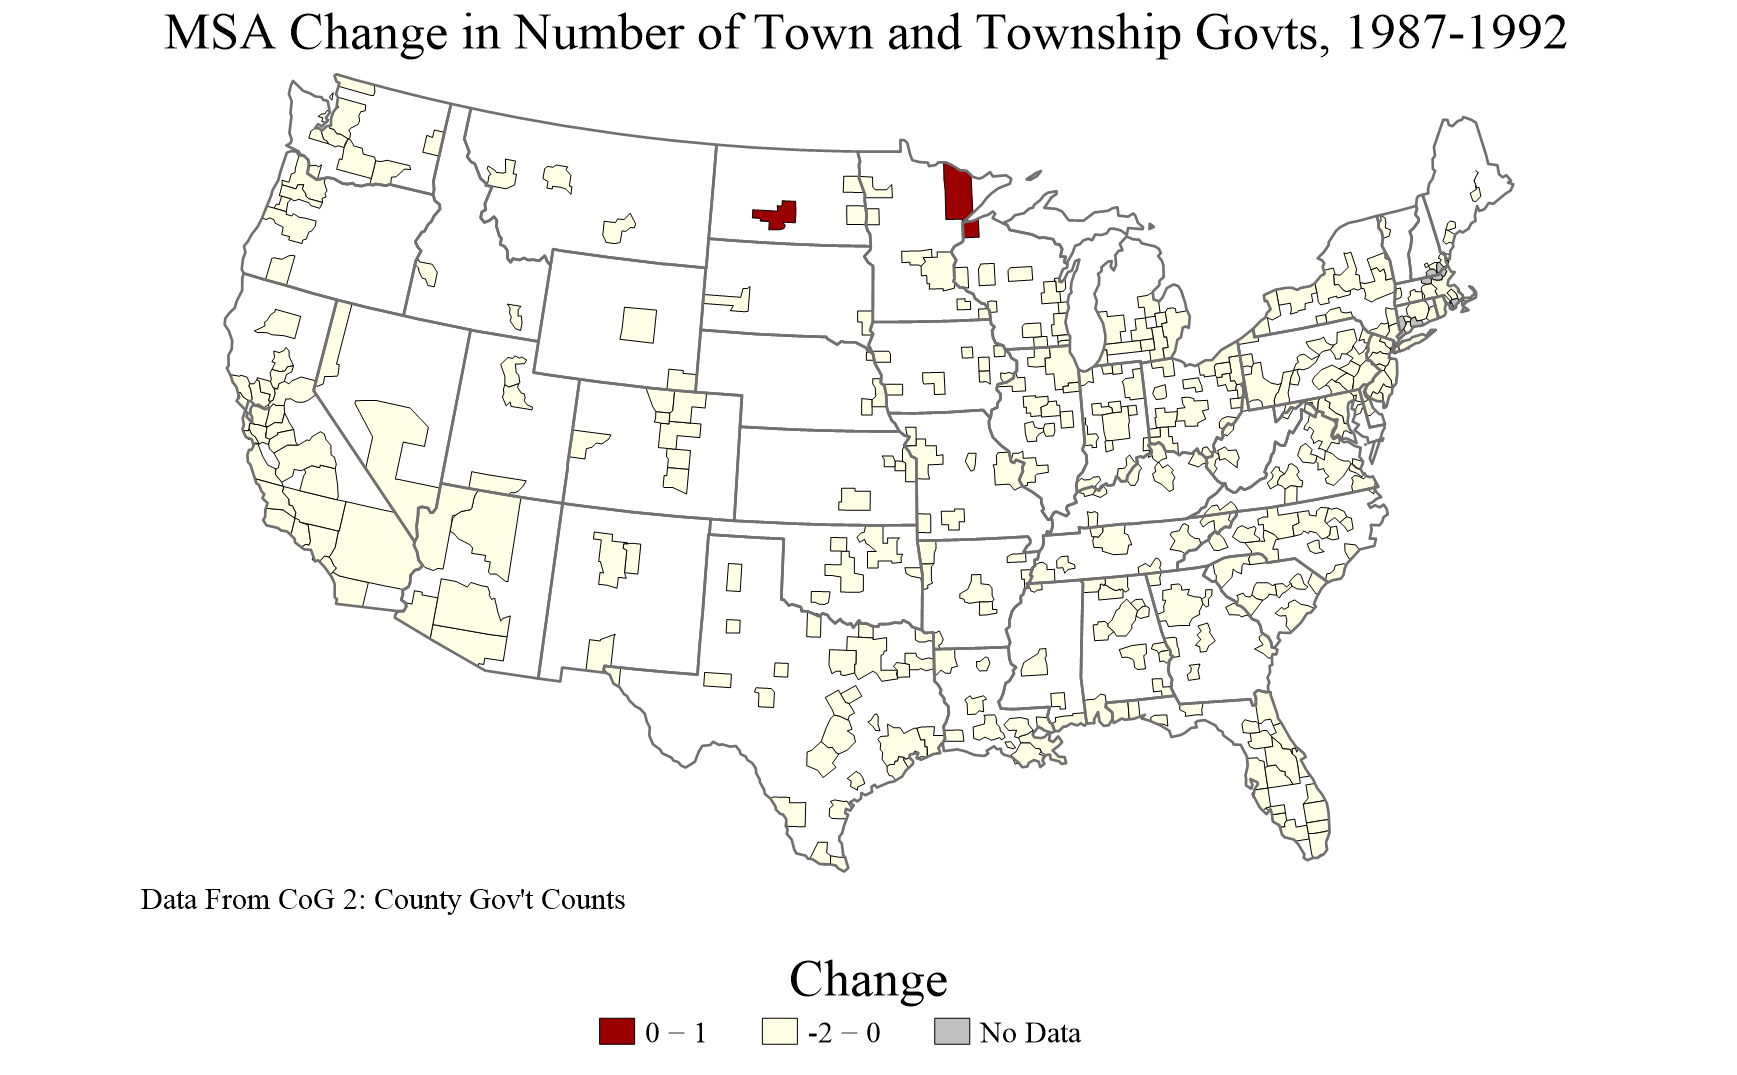 MSA Change in Number of Town and Township Govts, 1987-1992
Data From CoG 2: County Gov't Counts
Change
0 − 1
-2 − 0
No Data